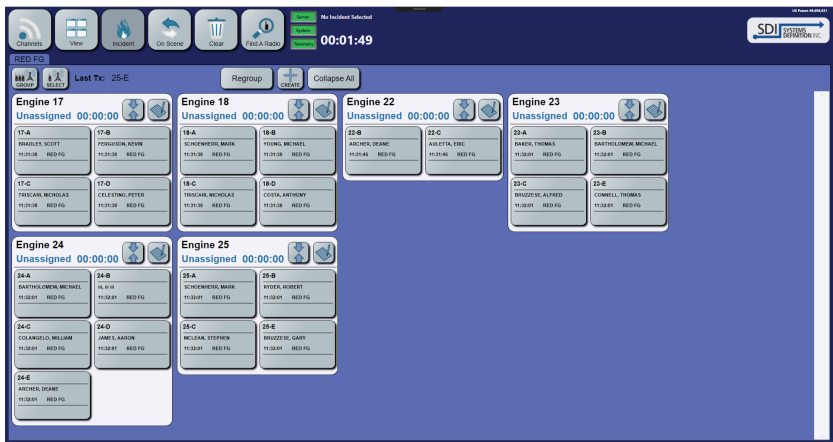 US Patent #8,599,031
Server No Incident Selected
System
Telemetry 00:01:49
Channels View Incident On Scene Clear Find A Radio
SDI SYSTEMS DEFINITION INC.
RED FG
GROUP SELECT Last Tx: 25-E Regroup CREATE Collapse All
Engine 17
Unassigned 00:00:00
17-A
BRADLEY, SCOTT
11:31:38 RED FG
17-B
FERGUSON, KEVIN
11:31:38 RED FG
17-C
TRISCARI, NICHOLAS
11:31:38 RED FG
17-D
CELESTINO, PETER
11:31:38 RED FG
Engine 18
Unassigned 00:00:00
18-A
SCHOENHERR, MARK
11:31:38 RED FG
18-B
YOUNG, MICHAEL
11:31:38 RED FG
18-C
TRISCARI, NICHOLAS
11:31:38 RED FG
18-D
COSTA, ANTHONY
11:31:38 RED FG
Engine 22
Unassigned 00:00:00
22-B
ARCHER, DEANE
11:31:45 RED FG
22-C
AULETTA, ERIC
11:31:45 RED FG
Engine 23
Unassigned 00:00:00
23-A
BAKER, THOMAS
11:32:01 RED FG
23-B
BARTHOLOMEW, MICHAEL
11:32:01 RED FG
23-C
BRUZZESE, ALFRED
11:32:01 RED FG
23-E
CONNELL, THOMAS
11:32:01 RED FG
Engine 24
Unassigned 00:00:00
24-A
BARTHOLOMEW, MICHAEL
11:32:01 RED FG
24-B
11:32:01 RED FG
24-C
COLANGELO, WILLIAM
11:32:01 RED FG
24-D
JAMES, AARON
11:32:01 RED FG
24-E
ARCHER, DEANE
11:32:01 RED FG
Engine 25
Unassigned 00:00:00
25-A
SCHOENHERR, MARK
11:32:01 RED FG
25-B
RYDER, ROBERT
11:32:01 RED FG
25-C
MCLEAN, STEPHEN
11:32:01 RED FG
25-E
BRUZZESE, GARY
11:32:01 RED FG